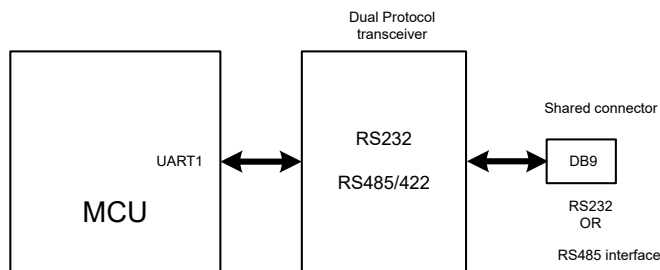 Dual Protocol
transceiver
Shared connector
RS232
UART1
DB9
RS485/422
MCU
RS232
OR
RS485 interface